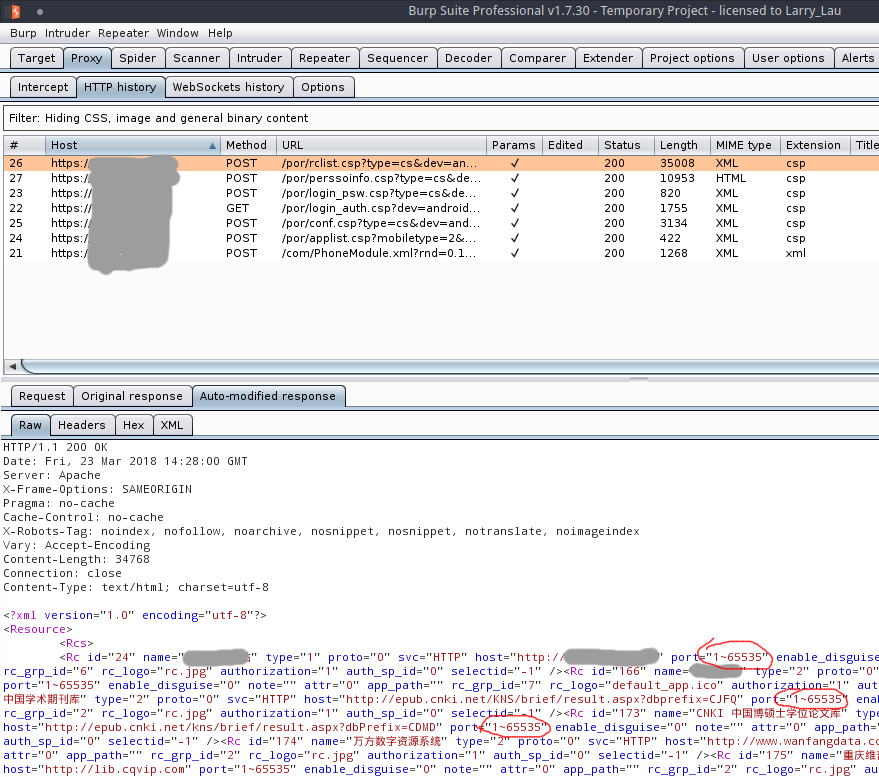 Burp Suite Professional v1.7.30 - Temporary Project - licensed to Larry_Lau
Burp Intruder Repeater Window Help
Target Proxy Spider Scanner Intruder Repeater Sequencer Decoder Comparer Extender Project options User options Alerts
Intercept HTTP history WebSockets history Options
Filter: Hiding CSS, image and general binary content
# Host Method URL Params Edited Status Length MIME type Extension Title
26 https:// POST /por/rclist.csp?type=cs&dev=an... ✓ 200 35008 XML csp
27 https:// POST /por/perssoinfo.csp?type=cs&de... ✓ 200 10953 HTML csp
23 https:// POST /por/login_psw.csp?type=cs&de... ✓ 200 820 XML csp
22 https:// GET /por/login_auth.csp?dev=android... ✓ 200 1755 XML csp
25 https:// POST /por/conf.csp?type=cs&dev=and... ✓ 200 3134 XML csp
24 https:// POST /por/applist.csp?mobiletype=2&... ✓ 200 422 XML csp
21 https:// POST /com/PhoneModule.xml?rnd=0.1... ✓ 200 1268 XML xml
Request Original response Auto-modified response
Raw Headers Hex XML
HTTP/1.1 200 OK
Date: Fri, 23 Mar 2018 14:28:00 GMT
Server: Apache
X-Frame-Options: SAMEORIGIN
Pragma: no-cache
Cache-Control: no-cache
X-Robots-Tag: noindex, nofollow, noarchive, nosnippet, nosnippet, notranslate, noimageindex
Vary: Accept-Encoding
Content-Length: 34768
Connection: close
Content-Type: text/html; charset=utf-8
<?xml version="1.0" encoding="utf-8"?>
<Resource>
<Rcs>
<Rc id="24" name=" " type="1" proto="0" svc="HTTP" host="http:/ " port="1~65535" enable_disguise
rc_grp_id="6" rc_logo="rc.jpg" authorization="1" auth_sp_id="0" selectid="-1" /><Rc id="166" name= type="2" proto="0
port="1~65535" enable_disguise="0" note="" attr="0" app_path="" rc_grp_id="7" rc_logo="default_app.ico" authorization="1" aut
中国学术期刊库" type="2" proto="0" svc="HTTP" host="http://epub.cnki.net/KNS/brief/result.aspx?dbprefix=CJFQ" port="1~65535" enab
rc_grp_id="2" rc_logo="rc.jpg" authorization="1" auth_sp_id="0" selectid="-1" /><Rc id="173" name="CNKI 中国博硕士学位论文库" type
host="http://epub.cnki.net/kns/brief/result.aspx?dbPrefix=CDMD" port="1~65535" enable_disguise="0" note="" attr="0" app_path=
auth_sp_id="0" selectid="-1" /><Rc id="174" name="万方数字资源系统" type="2" proto="0" svc="HTTP" host="http://www.wanfangdata.co
attr="0" app_path="" rc_grp_id="2" rc_logo="rc.jpg" authorization="1" auth_sp_id="0" selectid="-1" /><Rc id="175" name="重庆维
host="http://lib.cqvip.com" port="1~65535" enable_disguise="0" note="" attr="0" app_path="" rc_grp_id="2" rc_logo="rc.jpg" au